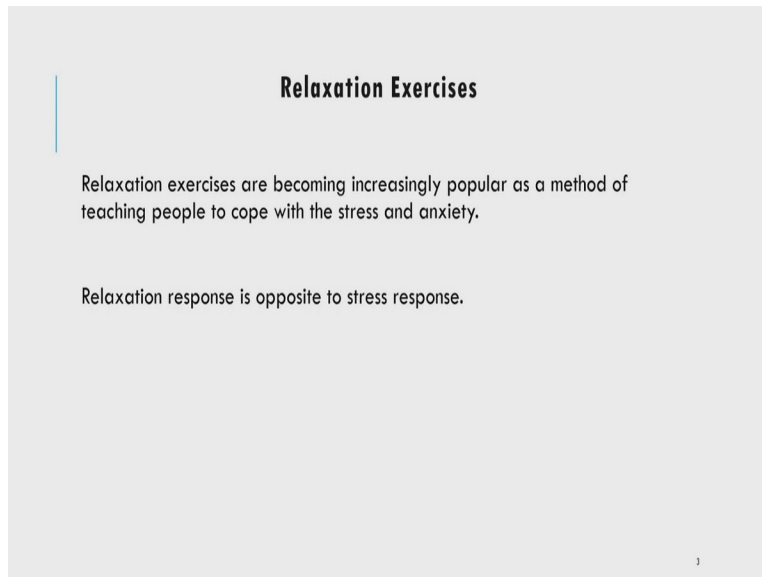 Relaxation Exercises
Relaxation exercises are becoming increasingly popular as a method of
teaching people to cope with the stress and anxiety.
Relaxation response is opposite to stress response.
3